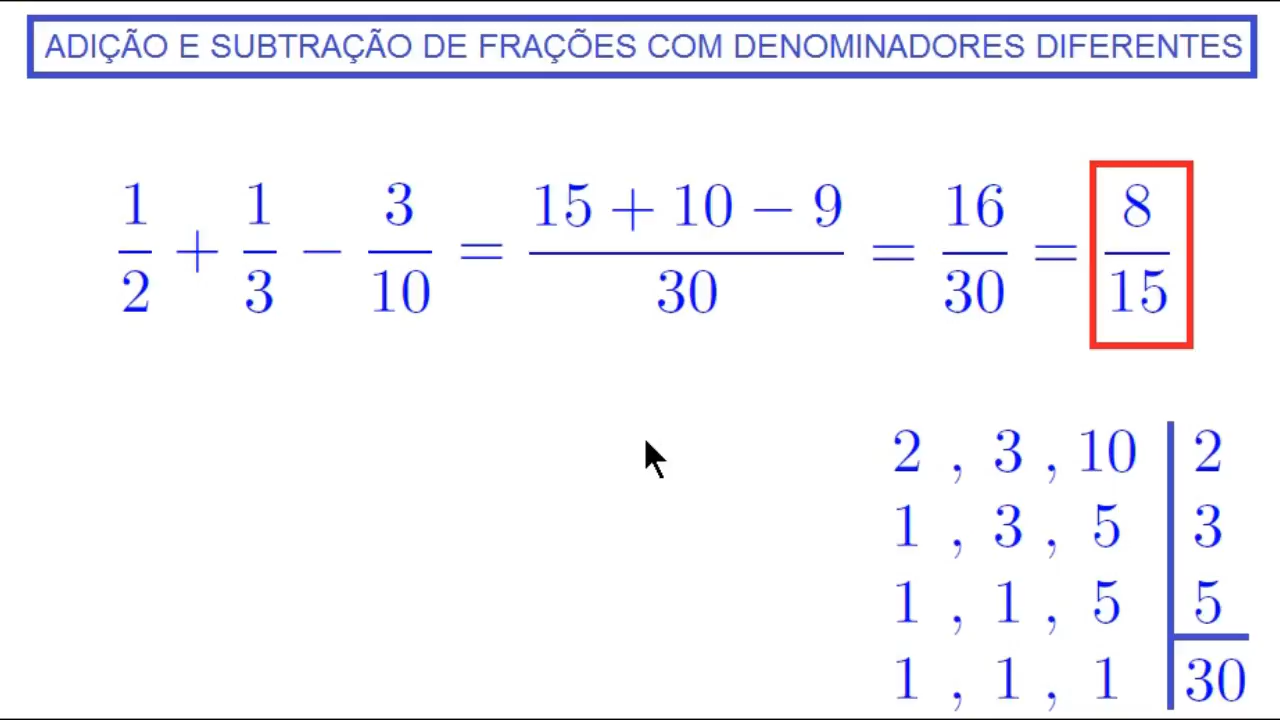 ADIÇÃO E SUBTRAÇÃO DE FRAÇÕES COM DENOMINADORES DIFERENTES
1/2 + 1/3 − 3/10 = (15 + 10 − 9)/30 = 16/30 = 8/15
2 , 3 , 10 | 2
1 , 3 , 5 | 3
1 , 1 , 5 | 5
1 , 1 , 1 | 30